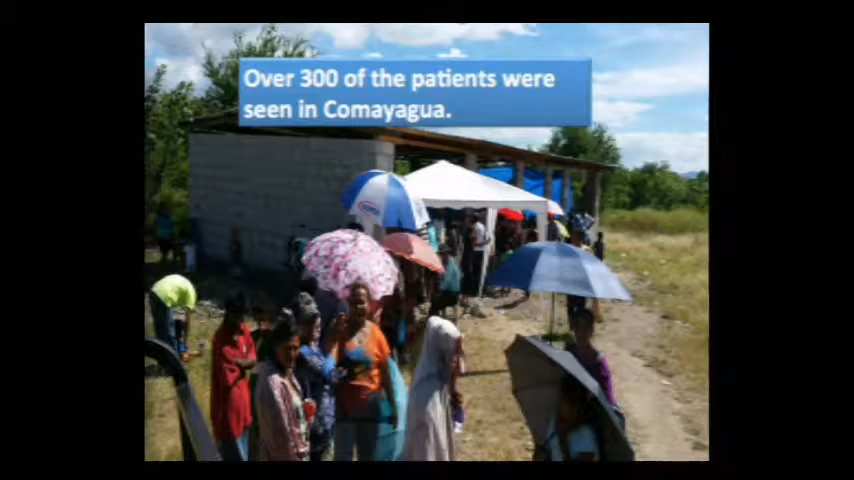 Over 300 of the patients were
seen in Comayagua.